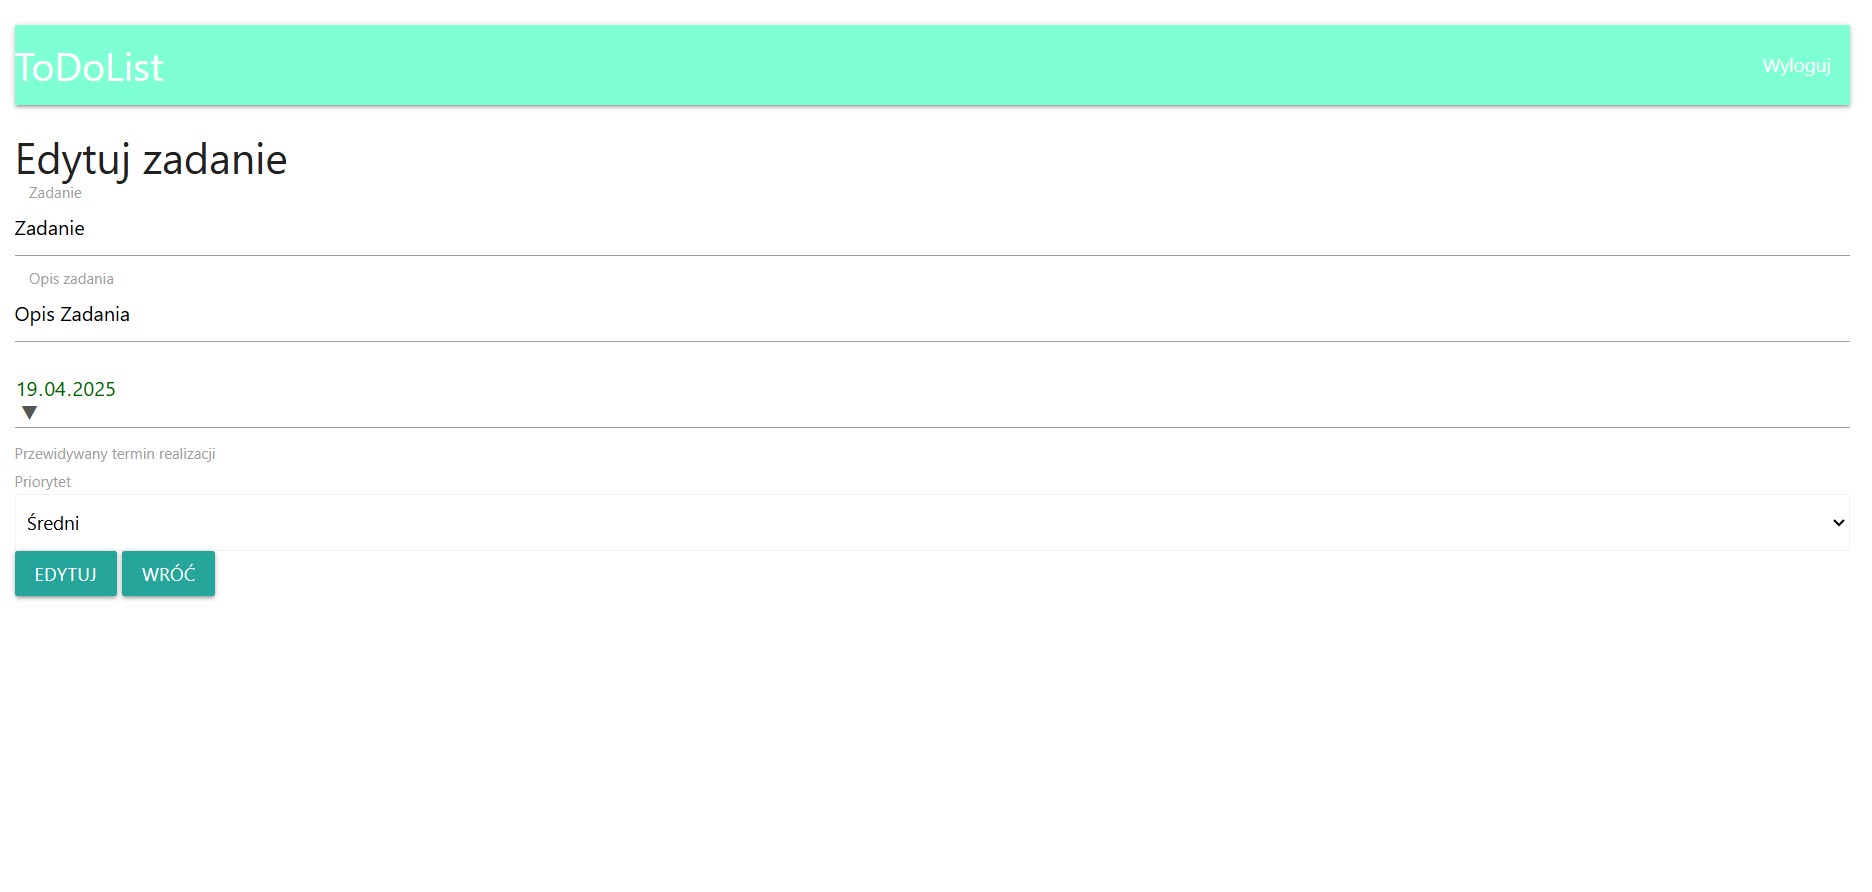 ToDoList
Wyloguj
Edytuj zadanie
Zadanie
Zadanie
Opis zadania
Opis Zadania
19.04.2025
Przewidywany termin realizacji
Priorytet
Średni
EDYTUJ WRÓĆ